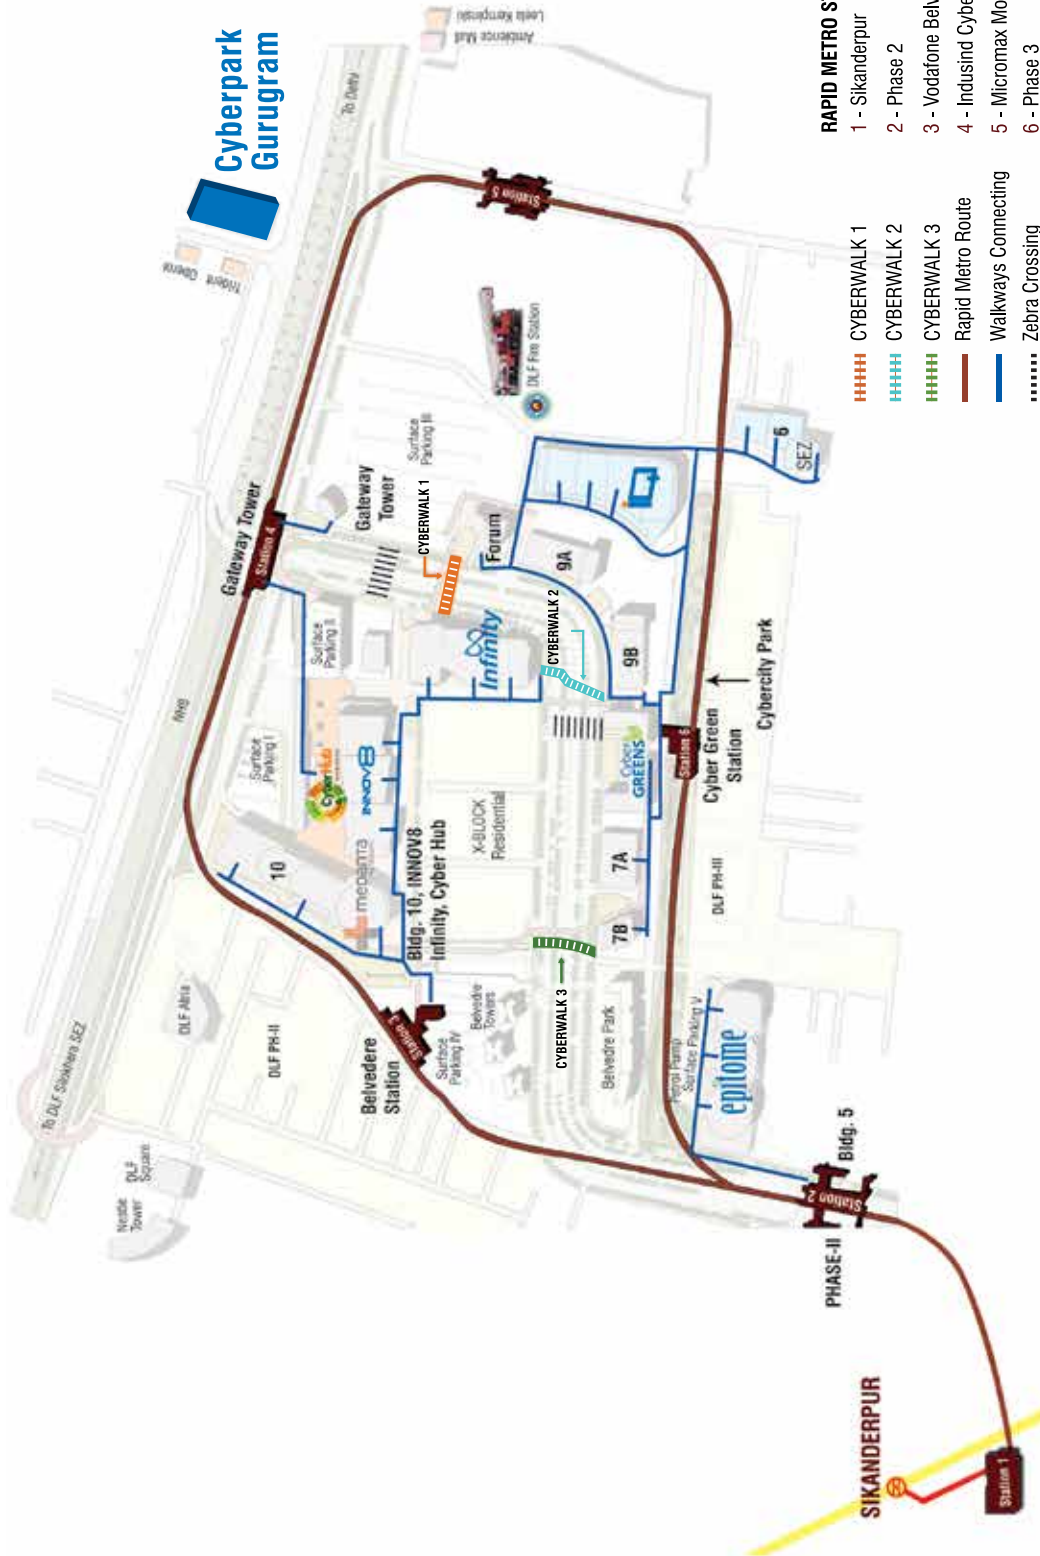 Cyberpark
Gurugram
To Delhi
Leela Kempinski
Ambience Mall
Oberoi
Trident
Station 5
DLF Fire Station
Gateway Tower
Station 4
Gateway
Tower
Surface
Parking III
CYBERWALK 1
Forum
9A
9B
6
SEZ
NH8
Surface
Parking II
Surface
Parking I
Infinity
CYBERWALK 2
CyberHub
INNOV8
medanta
10
Bldg. 10, INNOV8
Infinity, Cyber Hub
X-BLOCK
Residential
Cyber
GREENS
7A
7B
Station 6
Cyber Green
Station
Cybercity Park
DLF PH-III
CYBERWALK 3
To DLF Silokhera SEZ
DLF Atria
DLF PH-II
DLF
Square
Nestle
Tower
Belvedere
Station
Station 3
Surface
Parking IV
Belvedre
Towers
Belvedre Park
Petrol Pump
Surface Parking V
epitome
Bldg. 5
Station 2
PHASE-II
SIKANDERPUR
Station 1
CYBERWALK 1
CYBERWALK 2
CYBERWALK 3
Rapid Metro Route
Walkways Connecting
Zebra Crossing
RAPID METRO S
1 - Sikanderpur
2 - Phase 2
3 - Vodafone Belv
4 - Indusind Cybe
5 - Micromax Mo
6 - Phase 3